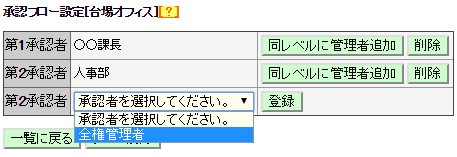 承認フロー設定[台場オフィス][?]
第1承認者 〇〇課長 同レベルに管理者追加 削除
第2承認者 人事部 同レベルに管理者追加 削除
第2承認者 承認者を選択してください。 登録
承認者を選択してください。
全権管理者
一覧に戻る